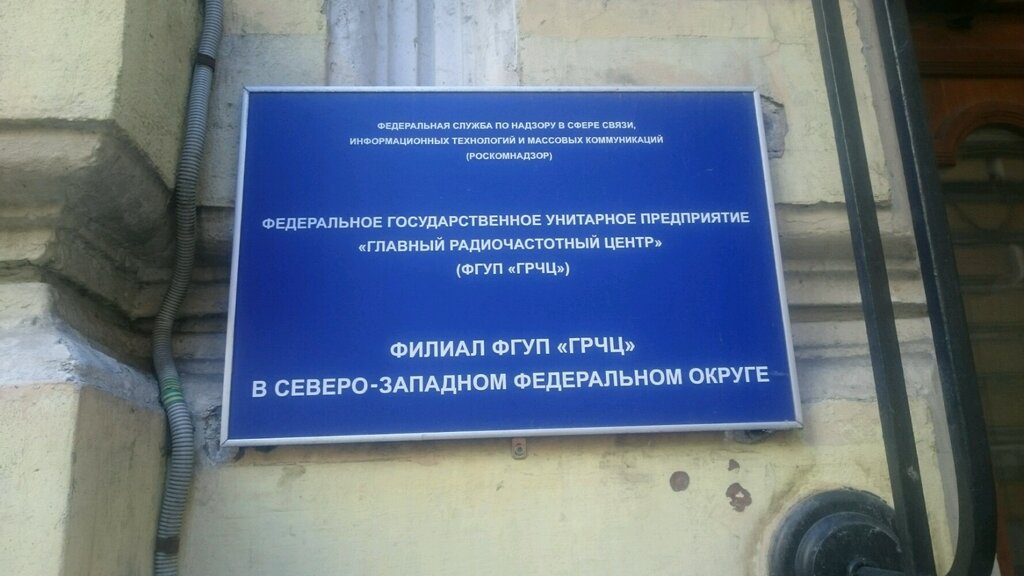 ФЕДЕРАЛЬНАЯ СЛУЖБА ПО НАДЗОРУ В СФЕРЕ СВЯЗИ,
ИНФОРМАЦИОННЫХ ТЕХНОЛОГИЙ И МАССОВЫХ КОММУНИКАЦИЙ
(РОСКОМНАДЗОР)
ФЕДЕРАЛЬНОЕ ГОСУДАРСТВЕННОЕ УНИТАРНОЕ ПРЕДПРИЯТИЕ
«ГЛАВНЫЙ РАДИОЧАСТОТНЫЙ ЦЕНТР»
(ФГУП «ГРЧЦ»)
ФИЛИАЛ ФГУП «ГРЧЦ»
В СЕВЕРО-ЗАПАДНОМ ФЕДЕРАЛЬНОМ ОКРУГЕ